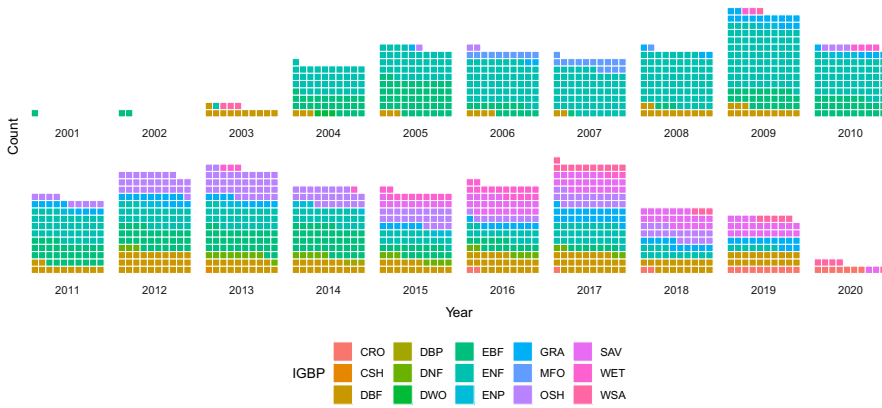 2001 2002 2003 2004 2005 2006 2007 2008 2009 2010
Count
2011 2012 2013 2014 2015 2016 2017 2018 2019 2020
Year
CRO DBP EBF GRA SAV
IGBP CSH DNF ENF MFO WET
DBF DWO ENP OSH WSA